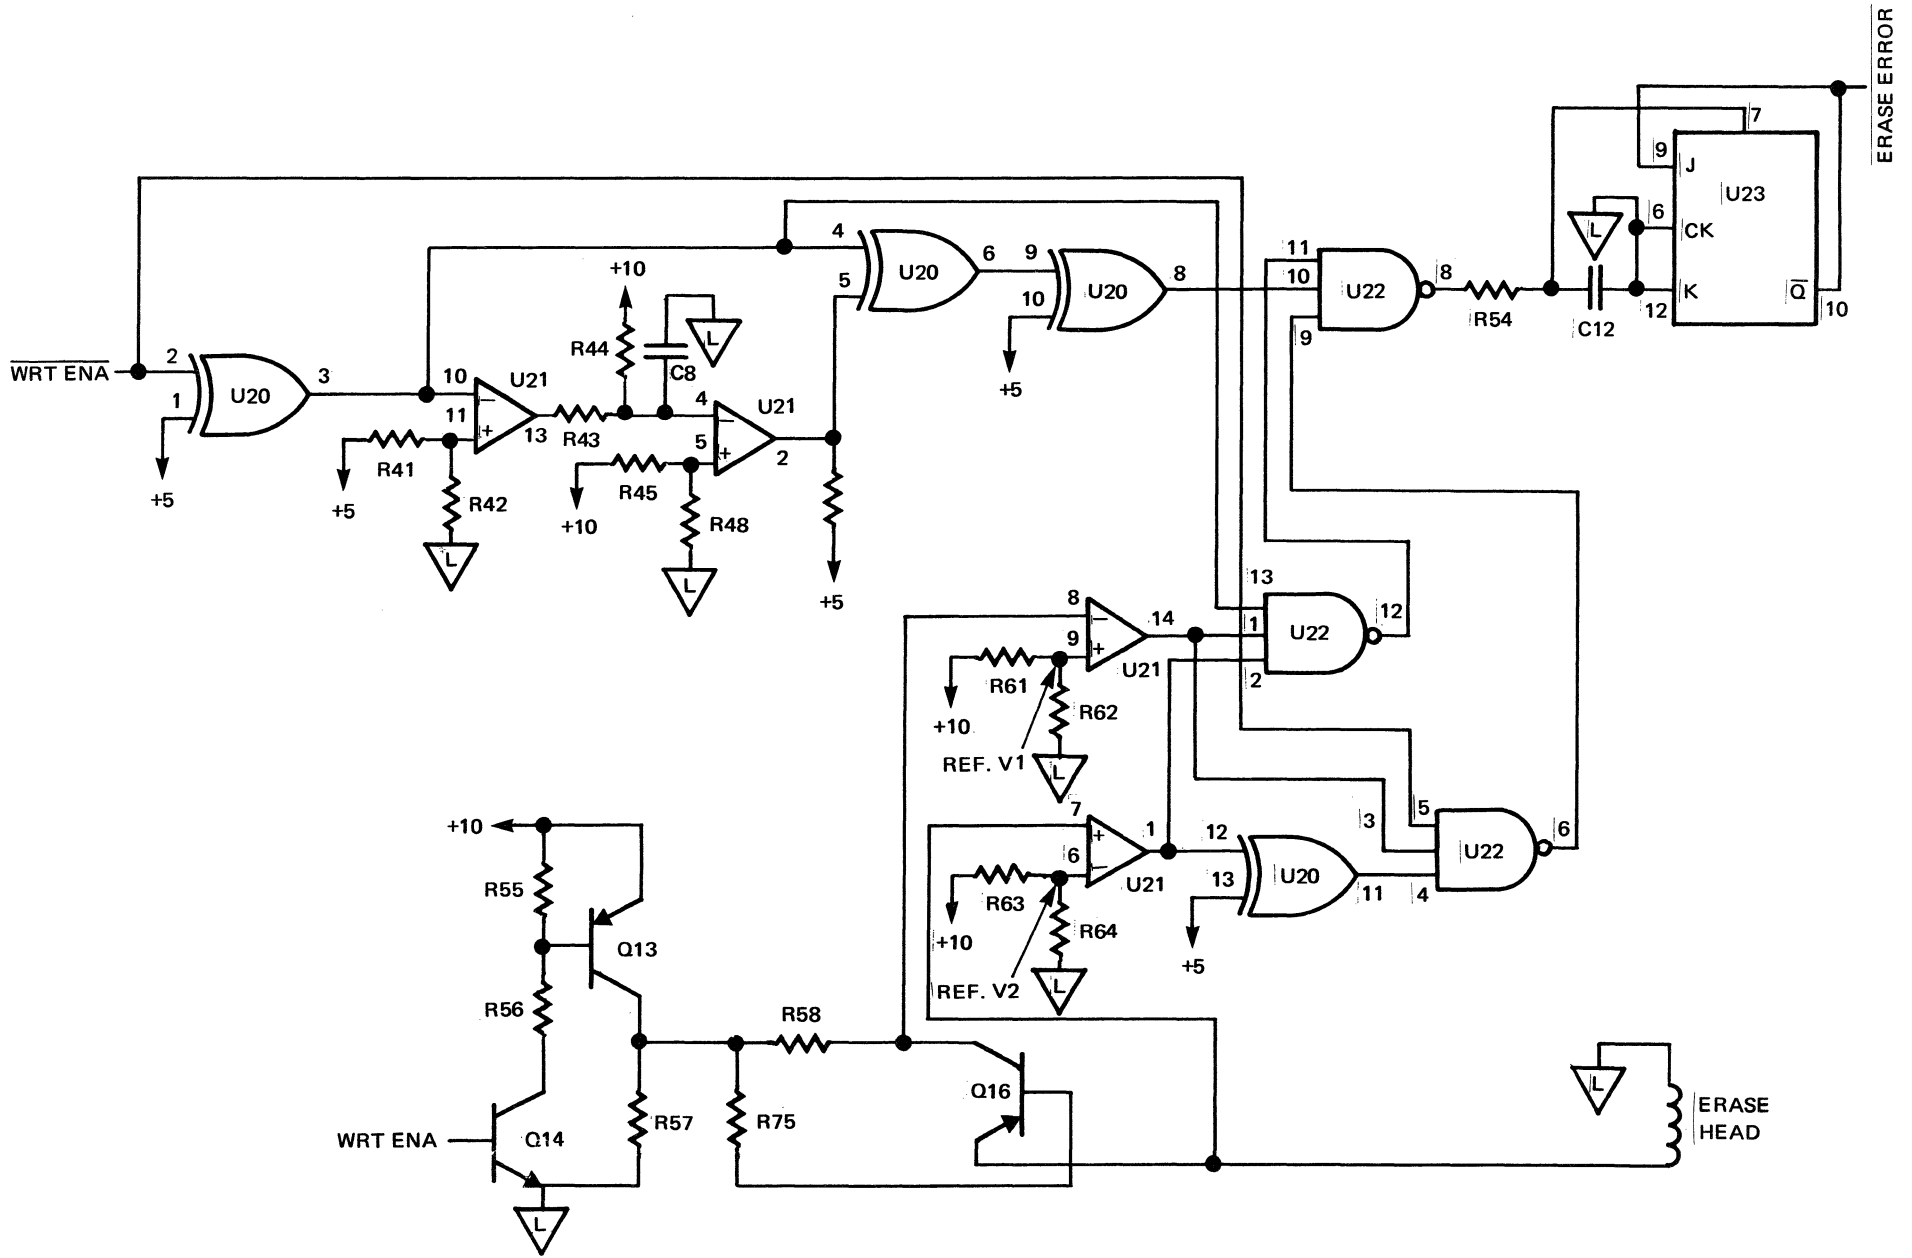 ERASE ERROR
7
9
J
U23
6
CK
L
K
12
Q
10
C12
R54
8
11
10
9
U22
4
5
U20
6
9
10
U20
8
+5
+10
R44
C8
L
WRT ENA
2
1
U20
3
+5
10
11
U21
13
−
+
R41
+5
R42
L
R43
4
5
U21
2
−
+
R45
+10
R48
L
+5
8
9
−
+
14
U21
R61
+10
R62
REF. V1
L
13
1
2
U22
12
7
6
+
−
1
U21
R63
+10
R64
REF. V2
L
12
13
U20
11
+5
5
3
4
U22
6
+10
R55
Q13
R56
R58
WRT ENA
Q14
R57
R75
Q16
L
L
ERASE
HEAD